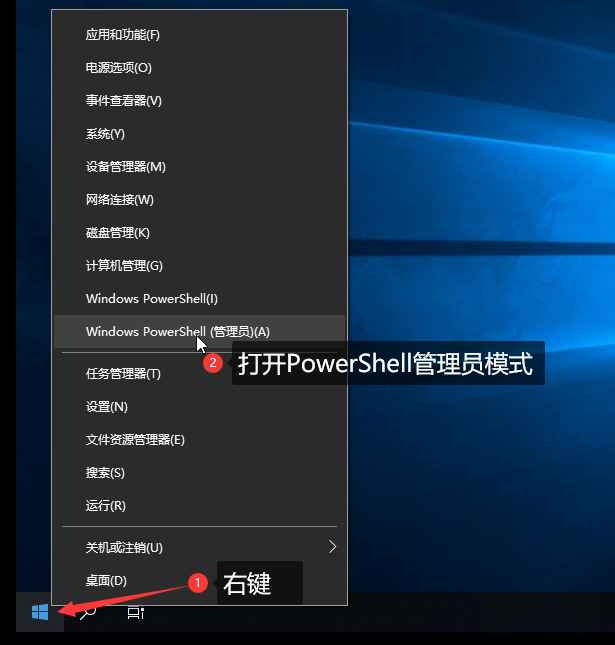 应用和功能(F)
电源选项(O)
事件查看器(V)
系统(Y)
设备管理器(M)
网络连接(W)
磁盘管理(K)
计算机管理(G)
Windows PowerShell(I)
Windows PowerShell (管理员)(A)
2 打开PowerShell管理员模式
任务管理器(T)
设置(N)
文件资源管理器(E)
搜索(S)
运行(R)
关机或注销(U)
桌面(D)
1 右键